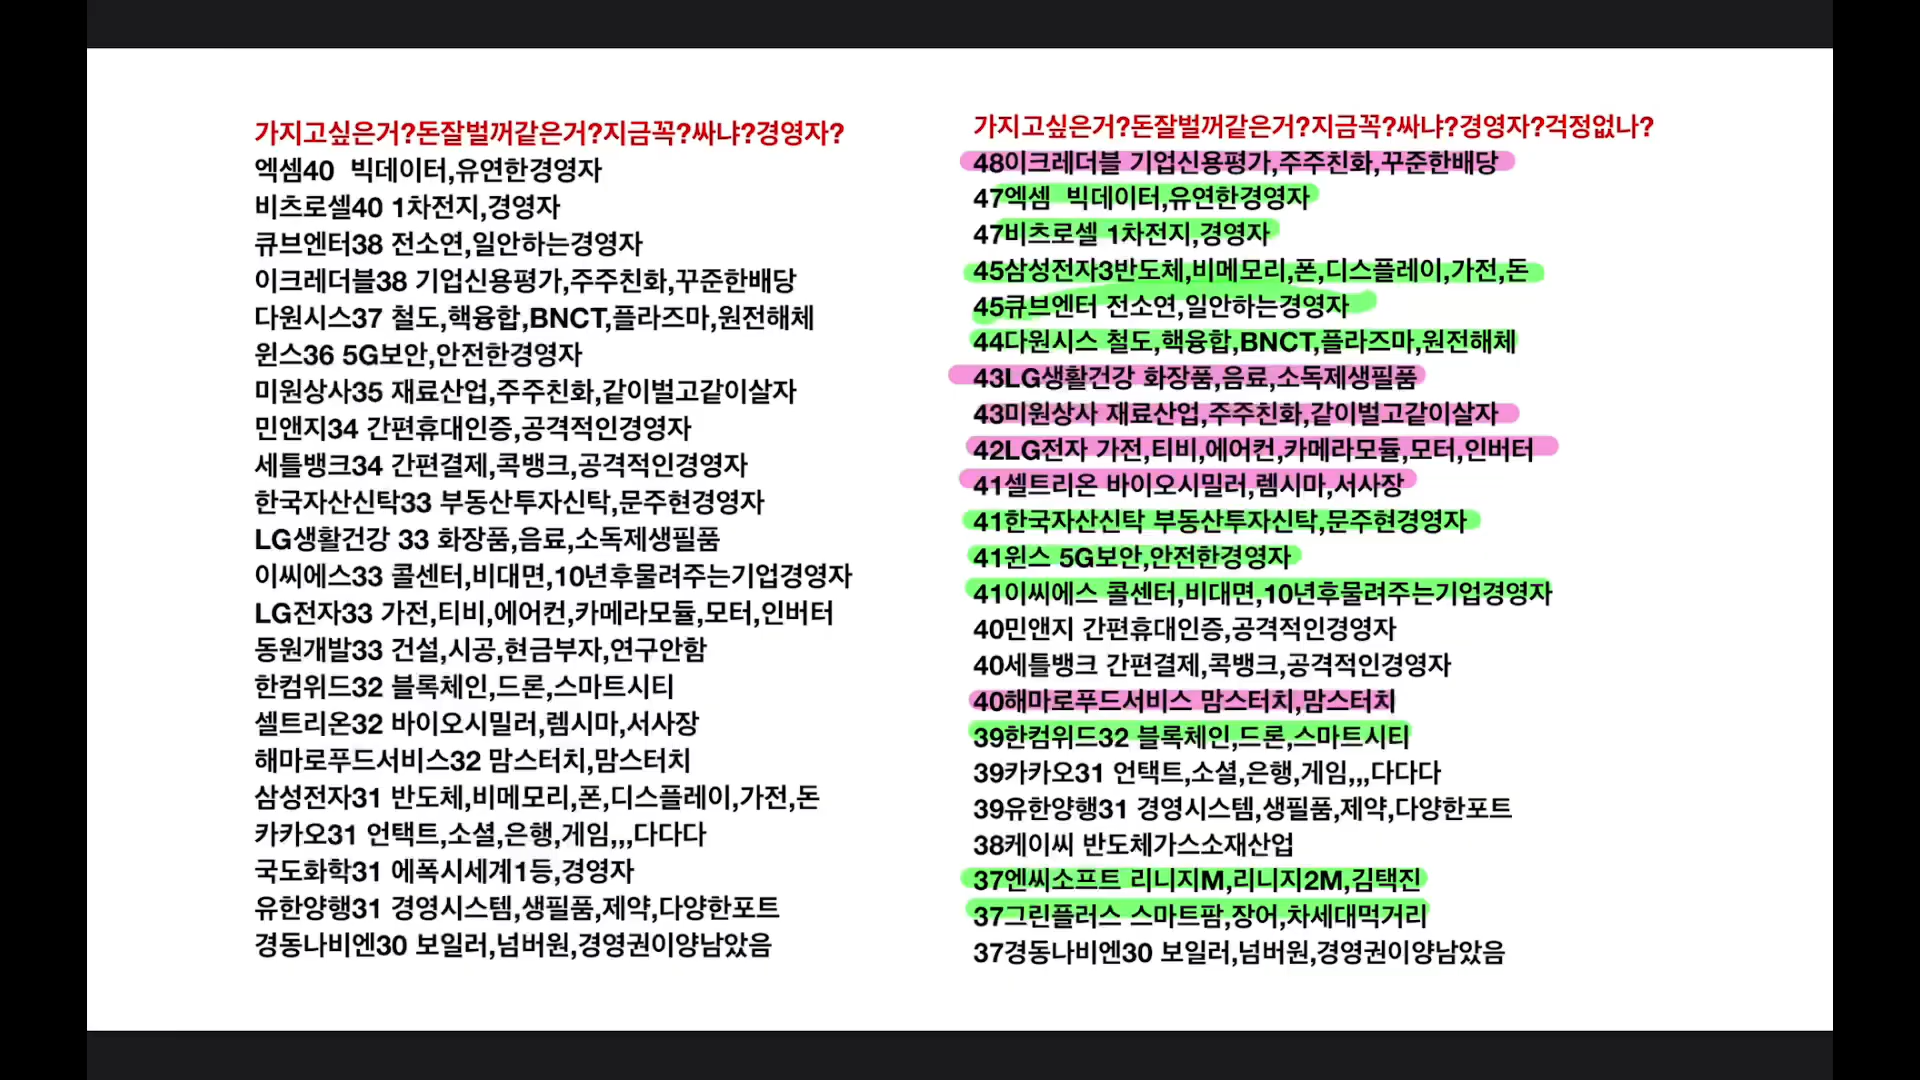 가지고싶은거?돈잘벌꺼같은거?지금꼭?싸냐?경영자?
엑셈40 빅데이터,유연한경영자
비츠로셀40 1차전지,경영자
큐브엔터38 전소연,일안하는경영자
이크레더블38 기업신용평가,주주친화,꾸준한배당
다원시스37 철도,핵융합,BNCT,플라즈마,원전해체
윈스36 5G보안,안전한경영자
미원상사35 재료산업,주주친화,같이벌고같이살자
민앤지34 간편휴대인증,공격적인경영자
세틀뱅크34 간편결제,콕뱅크,공격적인경영자
한국자산신탁33 부동산투자신탁,문주현경영자
LG생활건강 33 화장품,음료,소독제생필품
이씨에스33 콜센터,비대면,10년후물려주는기업경영자
LG전자33 가전,티비,에어컨,카메라모듈,모터,인버터
동원개발33 건설,시공,현금부자,연구안함
한컴위드32 블록체인,드론,스마트시티
셀트리온32 바이오시밀러,렘시마,서사장
해마로푸드서비스32 맘스터치,맘스터치
삼성전자31 반도체,비메모리,폰,디스플레이,가전,돈
카카오31 언택트,소셜,은행,게임,,,다다다
국도화학31 에폭시세계1등,경영자
유한양행31 경영시스템,생필품,제약,다양한포트
경동나비엔30 보일러,넘버원,경영권이양남았음
가지고싶은거?돈잘벌꺼같은거?지금꼭?싸냐?경영자?걱정없나?
48이크레더블 기업신용평가,주주친화,꾸준한배당
47엑셈 빅데이터,유연한경영자
47비츠로셀 1차전지,경영자
45삼성전자3반도체,비메모리,폰,디스플레이,가전,돈
45큐브엔터 전소연,일안하는경영자
44다원시스 철도,핵융합,BNCT,플라즈마,원전해체
43LG생활건강 화장품,음료,소독제생필품
43미원상사 재료산업,주주친화,같이벌고같이살자
42LG전자 가전,티비,에어컨,카메라모듈,모터,인버터
41셀트리온 바이오시밀러,렘시마,서사장
41한국자산신탁 부동산투자신탁,문주현경영자
41윈스 5G보안,안전한경영자
41이씨에스 콜센터,비대면,10년후물려주는기업경영자
40민앤지 간편휴대인증,공격적인경영자
40세틀뱅크 간편결제,콕뱅크,공격적인경영자
40해마로푸드서비스 맘스터치,맘스터치
39한컴위드32 블록체인,드론,스마트시티
39카카오31 언택트,소셜,은행,게임,,,다다다
39유한양행31 경영시스템,생필품,제약,다양한포트
38케이씨 반도체가스소재산업
37엔씨소프트 리니지M,리니지2M,김택진
37그린플러스 스마트팜,장어,차세대먹거리
37경동나비엔30 보일러,넘버원,경영권이양남았음